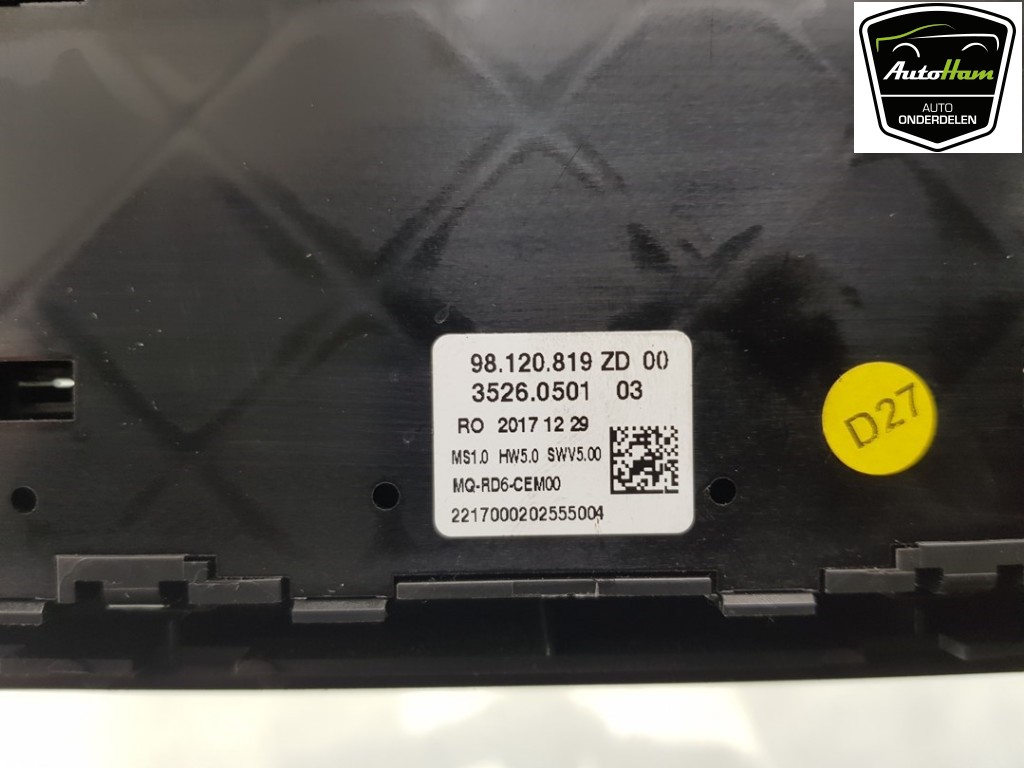 AutoHam
AUTO
ONDERDELEN
98.120.819 ZD 00
3526.0501 03
RO 2017 12 29
MS1.0 HW5.0 SWV5.00
MQ-RD6-CEM00
2217000202555004
D27